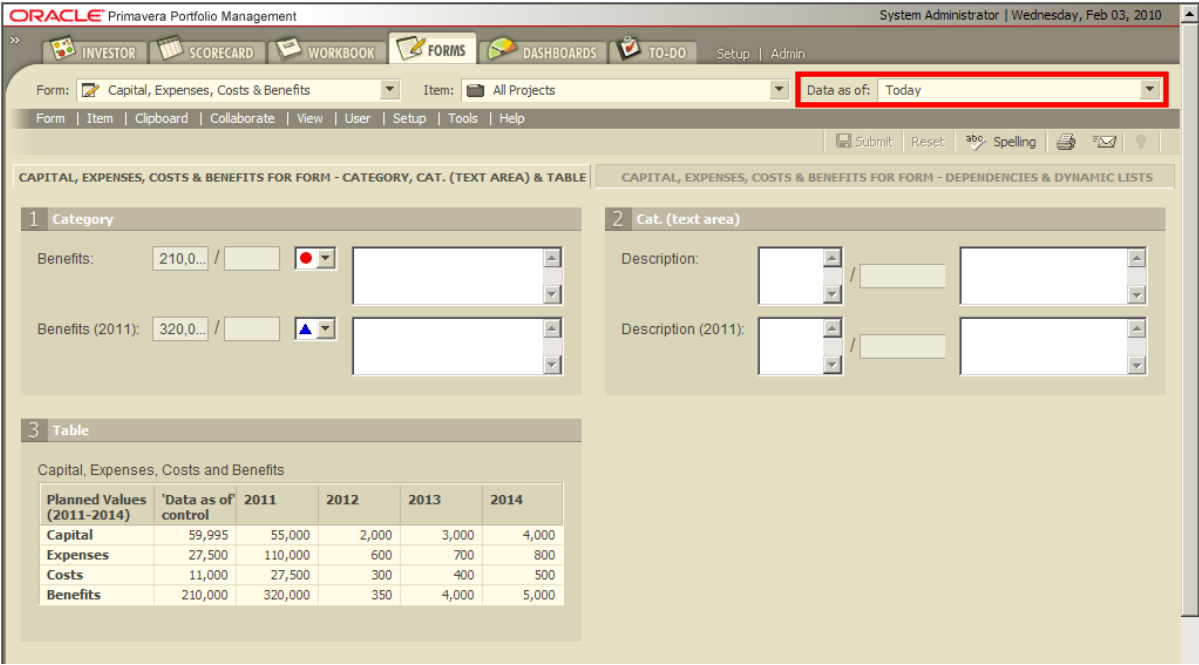 ORACLE Primavera Portfolio Management System Administrator | Wednesday, Feb 03, 2010
» INVESTOR SCORECARD WORKBOOK FORMS DASHBOARDS TO-DO Setup | Admin
Form: Capital, Expenses, Costs & Benefits Item: All Projects Data as of: Today
Form | Item | Clipboard | Collaborate | View | User | Setup | Tools | Help
Submit Reset abc Spelling
CAPITAL, EXPENSES, COSTS & BENEFITS FOR FORM - CATEGORY, CAT. (TEXT AREA) & TABLE CAPITAL, EXPENSES, COSTS & BENEFITS FOR FORM - DEPENDENCIES & DYNAMIC LISTS
1 Category 2 Cat. (text area)
Benefits: 210,0... / Description: /
Benefits (2011): 320,0... / Description (2011): /
3 Table
Capital, Expenses, Costs and Benefits
Planned Values 'Data as of' 2011 2012 2013 2014
(2011-2014) control
Capital 59,995 55,000 2,000 3,000 4,000
Expenses 27,500 110,000 600 700 800
Costs 11,000 27,500 300 400 500
Benefits 210,000 320,000 350 4,000 5,000